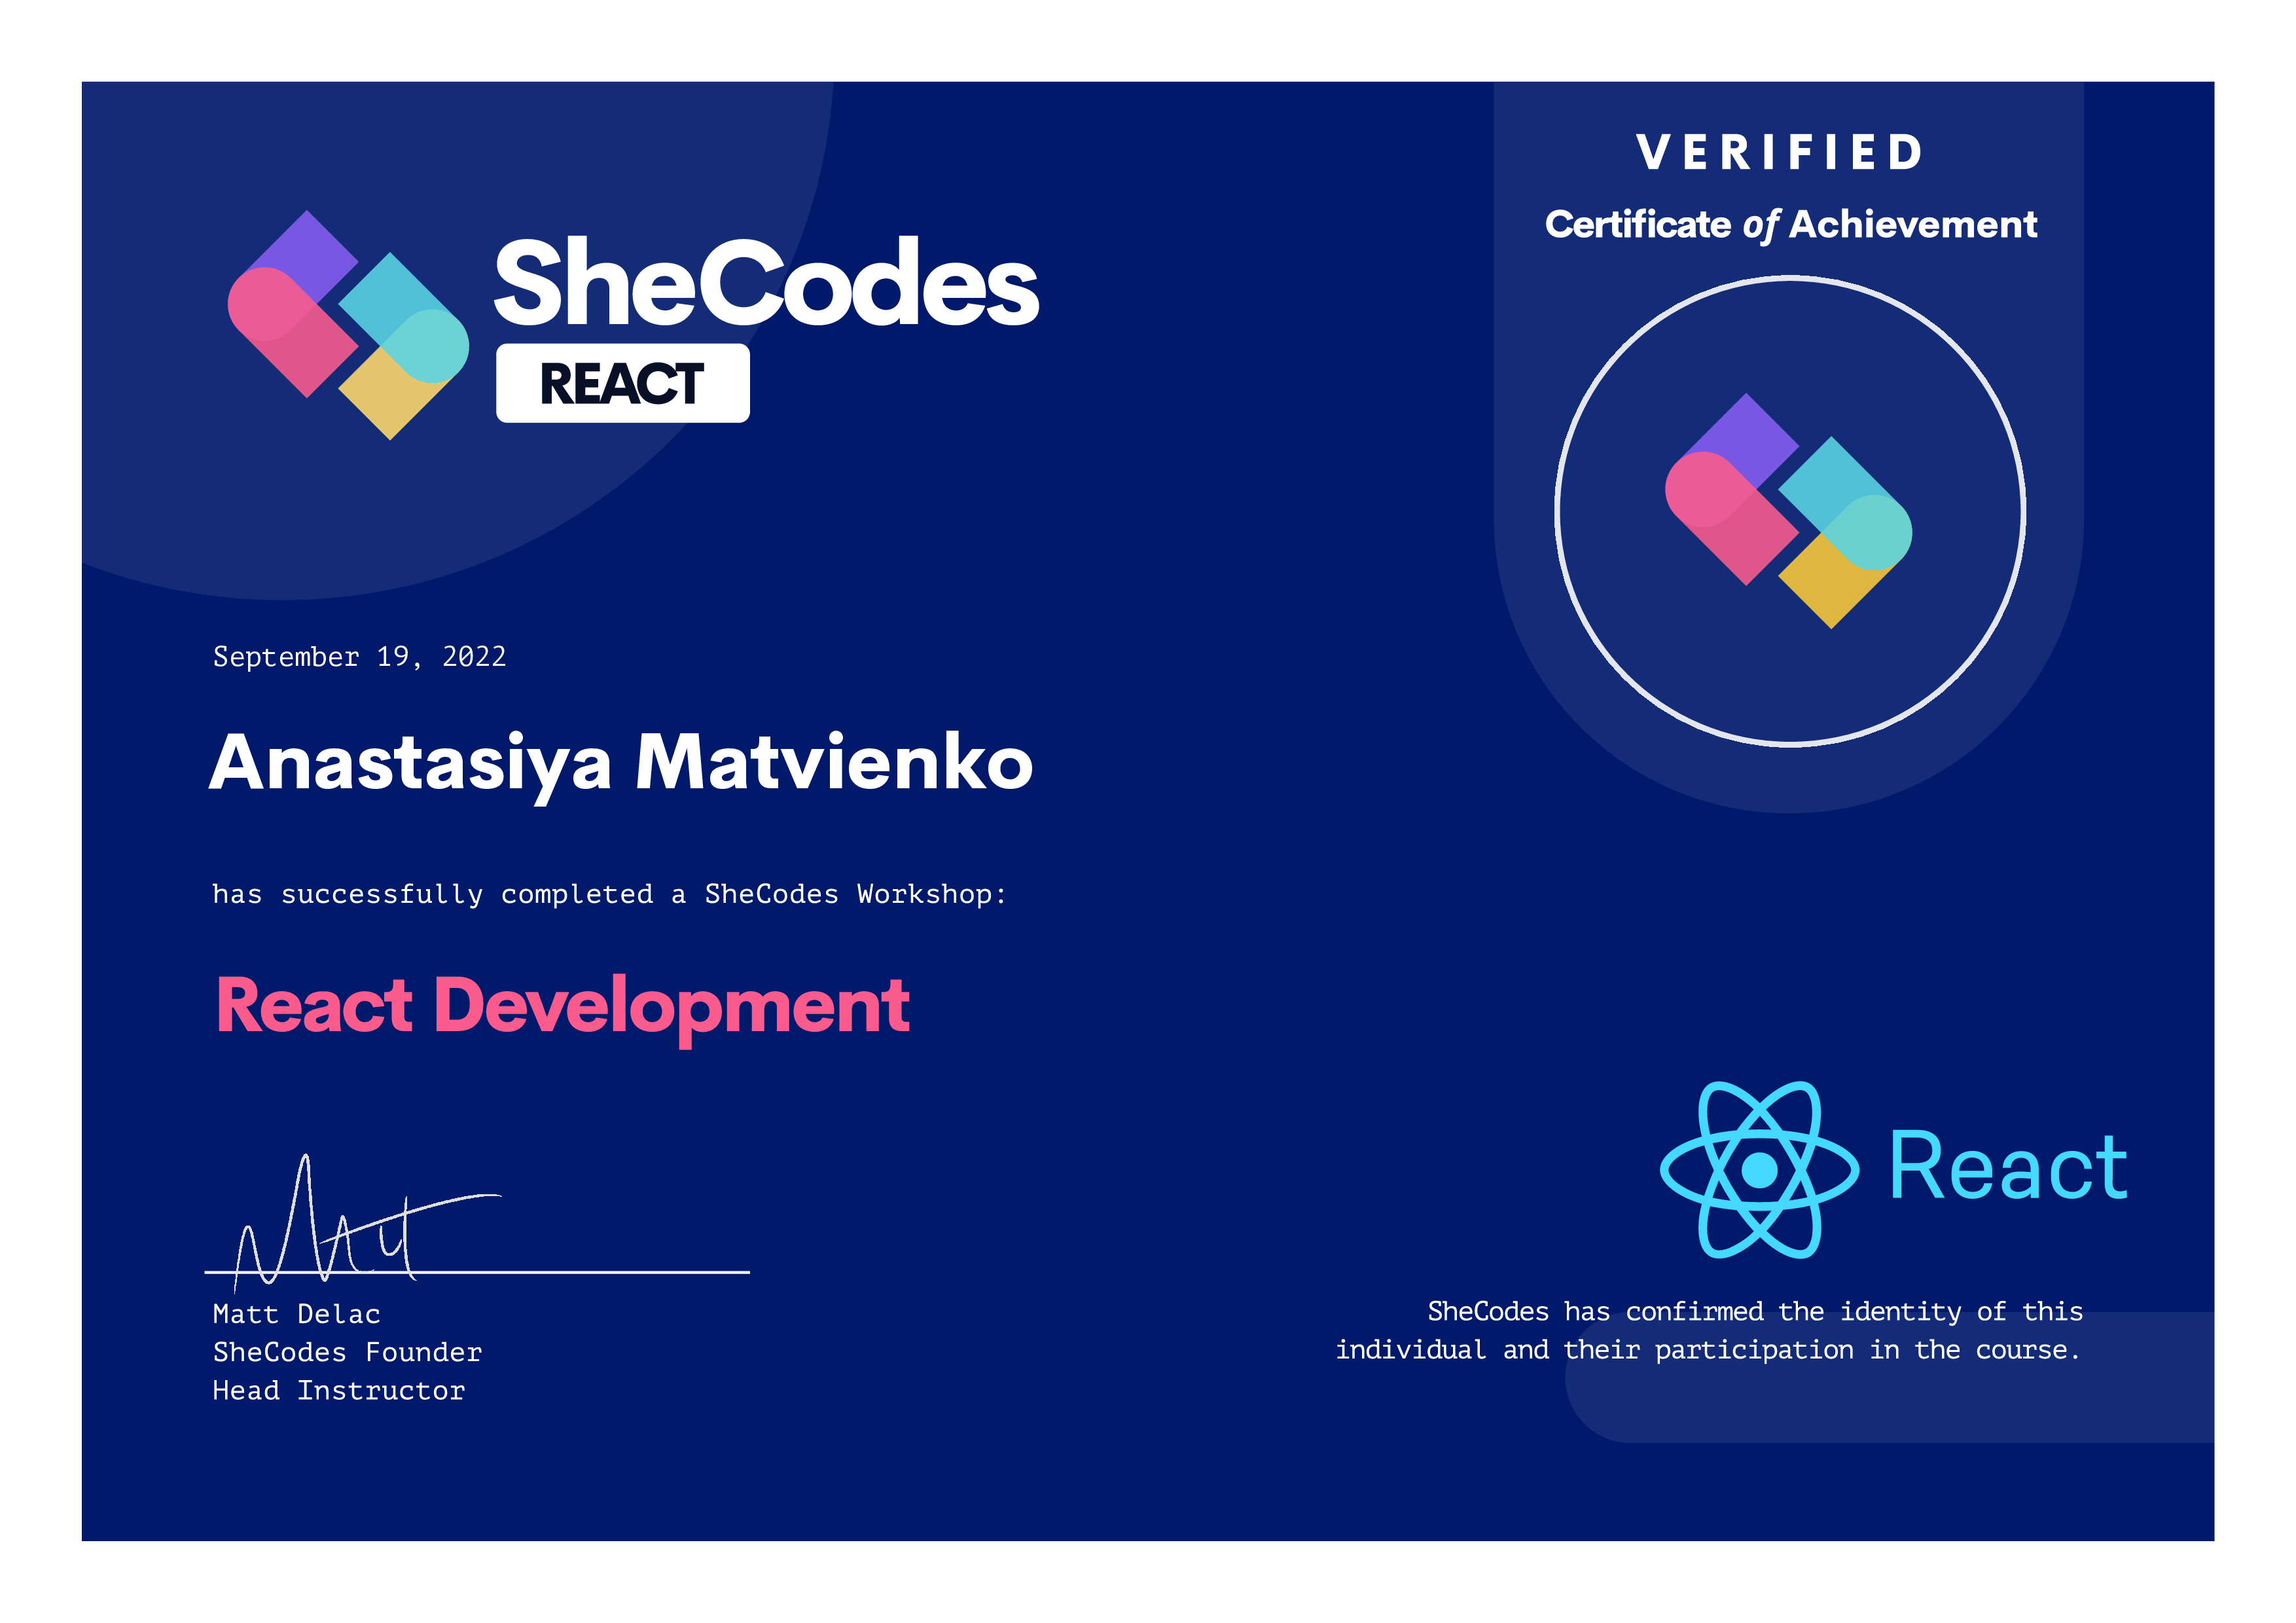 VERIFIED
Certificate of Achievement
SheCodes
REACT
September 19, 2022
Anastasiya Matvienko
has successfully completed a SheCodes Workshop:
React Development
React
Matt
Matt Delac
SheCodes Founder
Head Instructor
SheCodes has confirmed the identity of this
individual and their participation in the course.